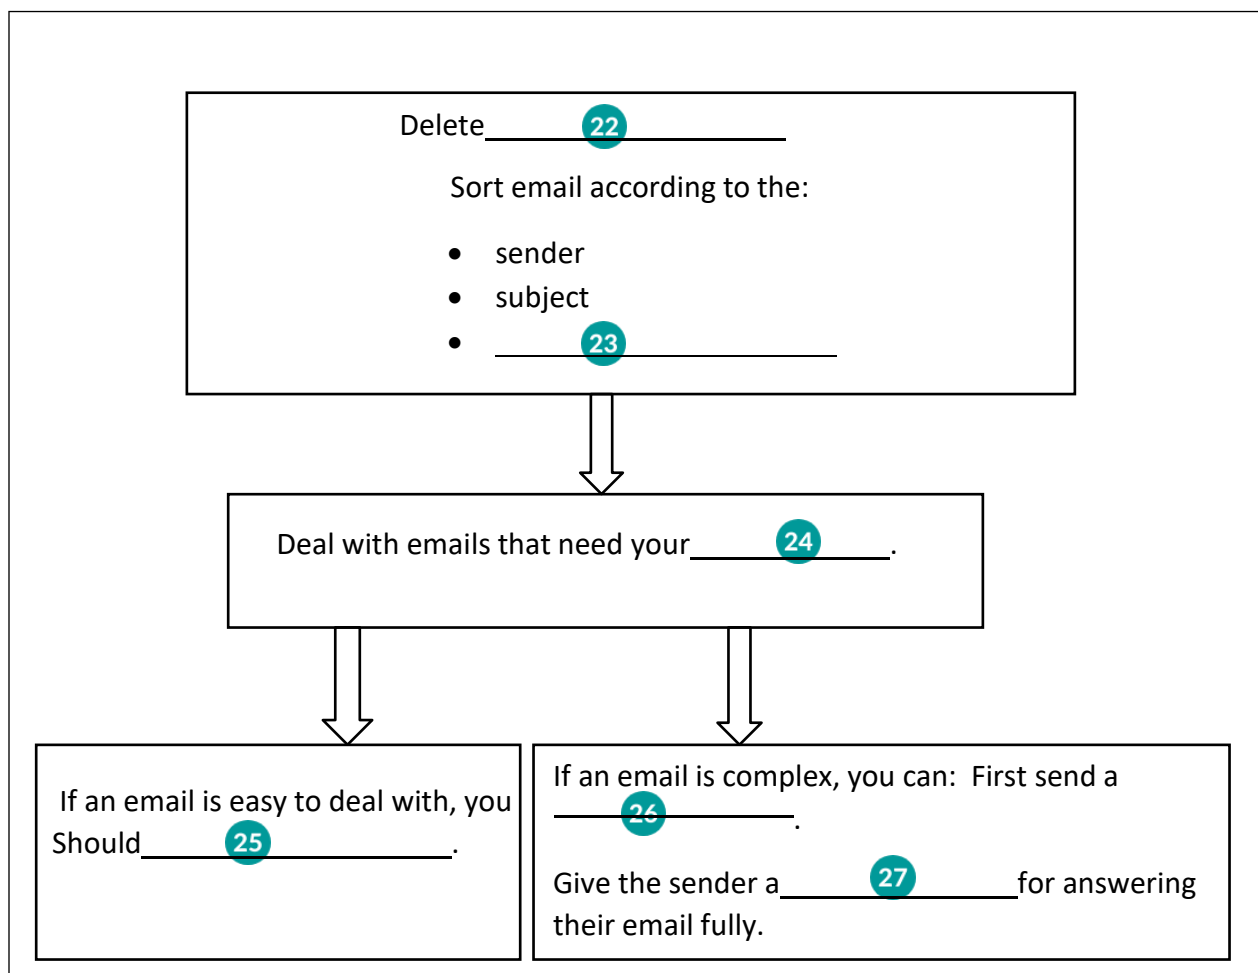 Delete 22
Sort email according to the:
• sender
• subject
• 23
Deal with emails that need your 24 .
If an email is easy to deal with, you
Should 25 .
If an email is complex, you can: First send a
26 .
Give the sender a 27 for answering
their email fully.